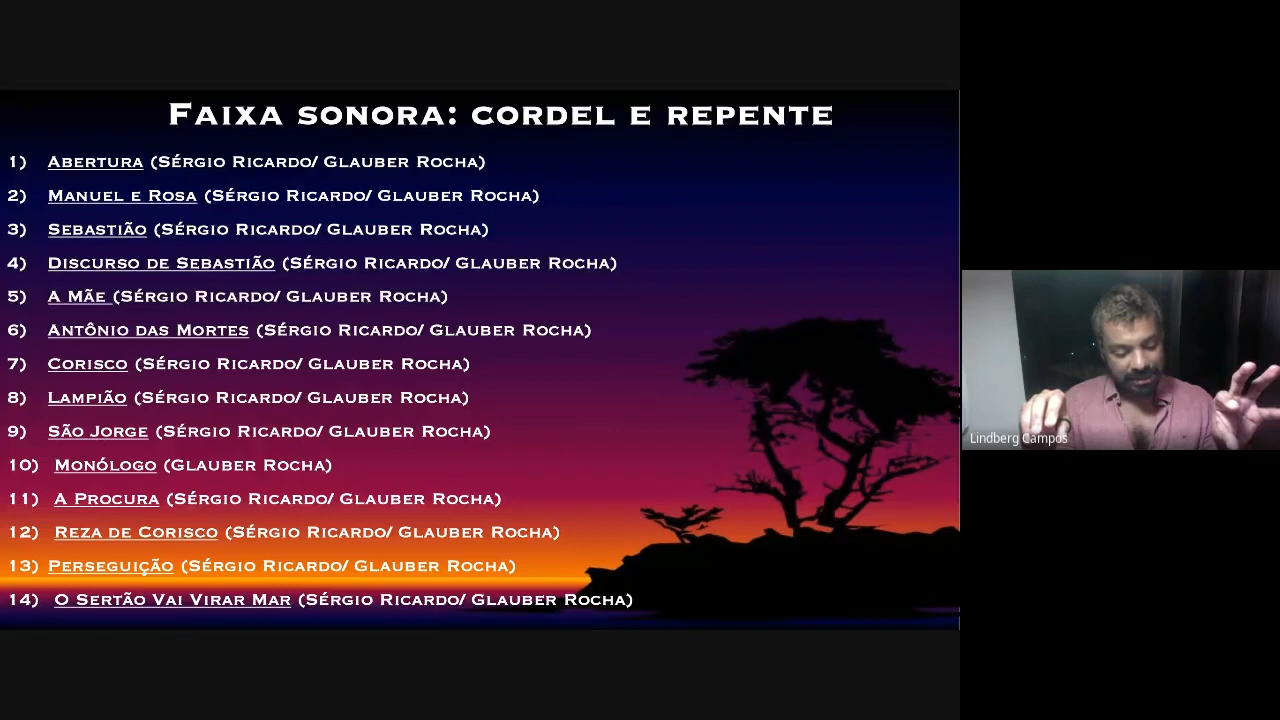 Faixa sonora: cordel e repente
1) Abertura (Sérgio Ricardo/ Glauber Rocha)
2) Manuel e Rosa (Sérgio Ricardo/ Glauber Rocha)
3) Sebastião (Sérgio Ricardo/ Glauber Rocha)
4) Discurso de Sebastião (Sérgio Ricardo/ Glauber Rocha)
5) A Mãe (Sérgio Ricardo/ Glauber Rocha)
6) Antônio das Mortes (Sérgio Ricardo/ Glauber Rocha)
7) Corisco (Sérgio Ricardo/ Glauber Rocha)
8) Lampião (Sérgio Ricardo/ Glauber Rocha)
9) São Jorge (Sérgio Ricardo/ Glauber Rocha)
10) Monólogo (Glauber Rocha)
11) A Procura (Sérgio Ricardo/ Glauber Rocha)
12) Reza de Corisco (Sérgio Ricardo/ Glauber Rocha)
13) Perseguição (Sérgio Ricardo/ Glauber Rocha)
14) O Sertão Vai Virar Mar (Sérgio Ricardo/ Glauber Rocha)
Lindberg Campos